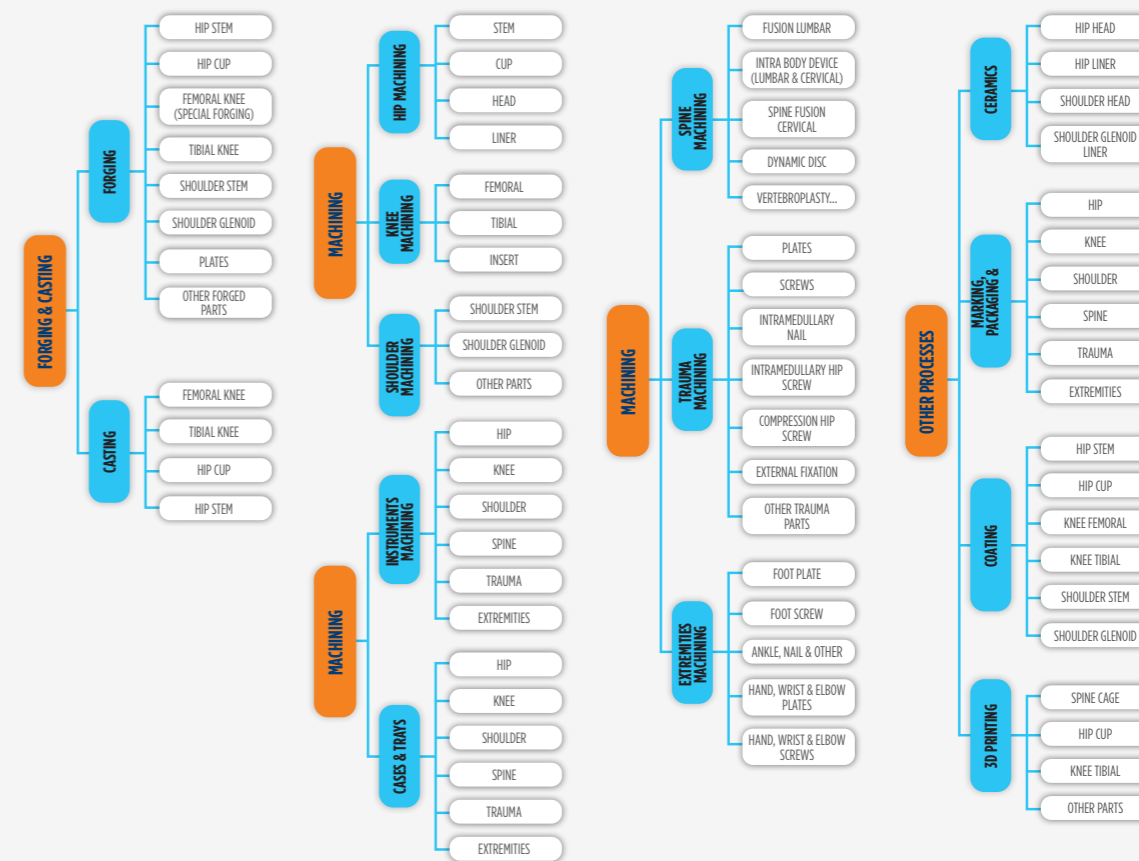 FORGING & CASTING
FORGING
HIP STEM
HIP CUP
FEMORAL KNEE
(SPECIAL FORGING)
TIBIAL KNEE
SHOULDER STEM
SHOULDER GLENOID
PLATES
OTHER FORGED
PARTS
CASTING
FEMORAL KNEE
TIBIAL KNEE
HIP CUP
HIP STEM
MACHINING
HIP MACHINING
STEM
CUP
HEAD
LINER
KNEE
MACHINING
FEMORAL
TIBIAL
INSERT
SHOULDER
MACHINING
SHOULDER STEM
SHOULDER GLENOID
OTHER PARTS
MACHINING
INSTRUMENTS
MACHINING
HIP
KNEE
SHOULDER
SPINE
TRAUMA
EXTREMITIES
CASES & TRAYS
HIP
KNEE
SHOULDER
SPINE
TRAUMA
EXTREMITIES
MACHINING
SPINE
MACHINING
FUSION LUMBAR
INTRA BODY DEVICE
(LUMBAR & CERVICAL)
SPINE FUSION
CERVICAL
DYNAMIC DISC
VERTEBROPLASTY...
TRAUMA
MACHINING
PLATES
SCREWS
INTRAMEDULLARY
NAIL
INTRAMEDULLARY HIP
SCREW
COMPRESSION HIP
SCREW
EXTERNAL FIXATION
OTHER TRAUMA
PARTS
EXTREMITIES
MACHINING
FOOT PLATE
FOOT SCREW
ANKLE, NAIL & OTHER
HAND, WRIST & ELBOW
PLATES
HAND, WRIST & ELBOW
SCREWS
OTHER PROCESSES
CERAMICS
HIP HEAD
HIP LINER
SHOULDER HEAD
SHOULDER GLENOID
LINER
MARKING,
PACKAGING &
HIP
KNEE
SHOULDER
SPINE
TRAUMA
EXTREMITIES
COATING
HIP STEM
HIP CUP
KNEE FEMORAL
KNEE TIBIAL
SHOULDER STEM
SHOULDER GLENOID
3D PRINTING
SPINE CAGE
HIP CUP
KNEE TIBIAL
OTHER PARTS